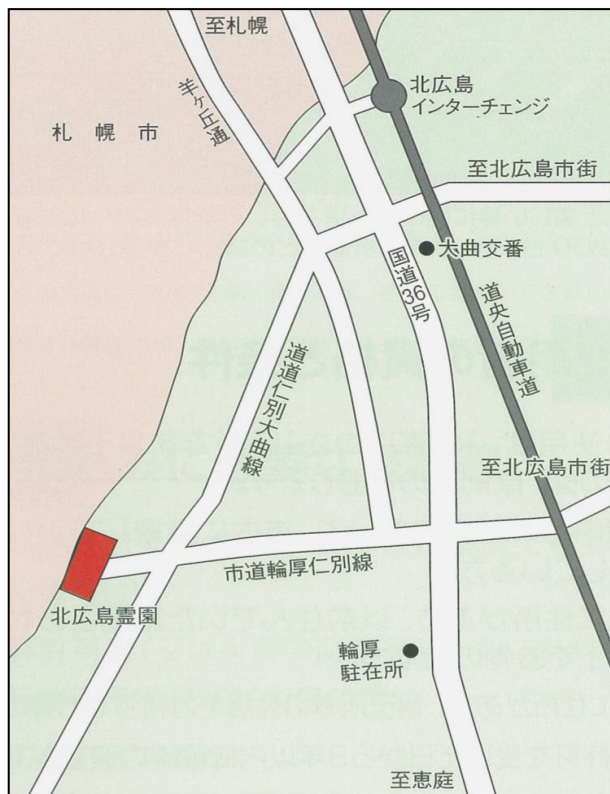 至札幌
羊ヶ丘通
北広島
インターチェンジ
札幌市
至北広島市街
大曲交番
国道36号
道央自動車道
道道仁別大曲線
至北広島市街
市道輪厚仁別線
北広島霊園
輪厚
駐在所
至恵庭